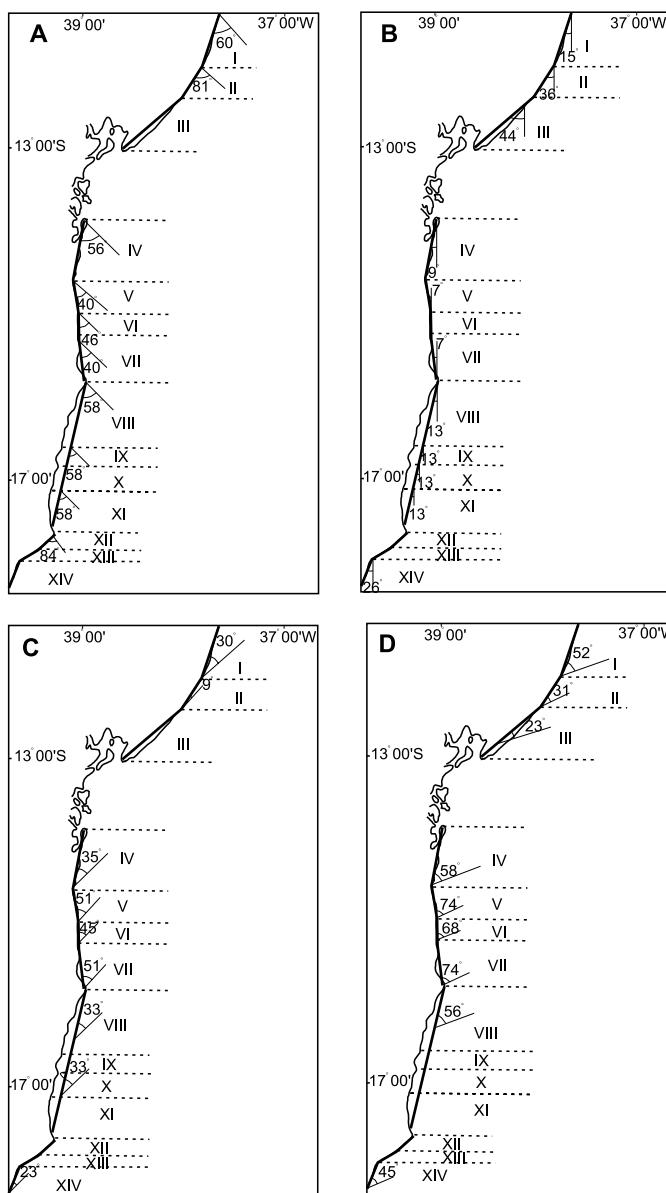 A
39° 00'
37° 00'W
60°
I
81°
II
III
13° 00'S
56°
IV
40°
V
46°
VI
40°
VII
58°
VIII
IX
58°
X
17° 00'
58°
XI
XII
84°
XIII
XIV
B
39° 00'
37° 00'W
15°
I
36°
II
44°
III
13° 00'S
IV
9°
7°
V
VI
7°
VII
VIII
13°
IX
13°
X
17° 00'
13°
XI
13°
XII
XIII
XIV
26°
C
39° 00'
37° 00'W
30°
I
9°
II
III
13° 00'S
35°
IV
51°
V
45°
VI
51°
VII
33°
VIII
IX
33°
X
17° 00'
XI
XII
XIII
23°
XIV
D
39° 00'
37° 00'W
52°
I
31°
II
23°
III
13° 00'S
58°
IV
74°
V
68°
VI
74°
VII
56°
VIII
IX
X
17° 00'
XI
XII
XIII
45°
XIV